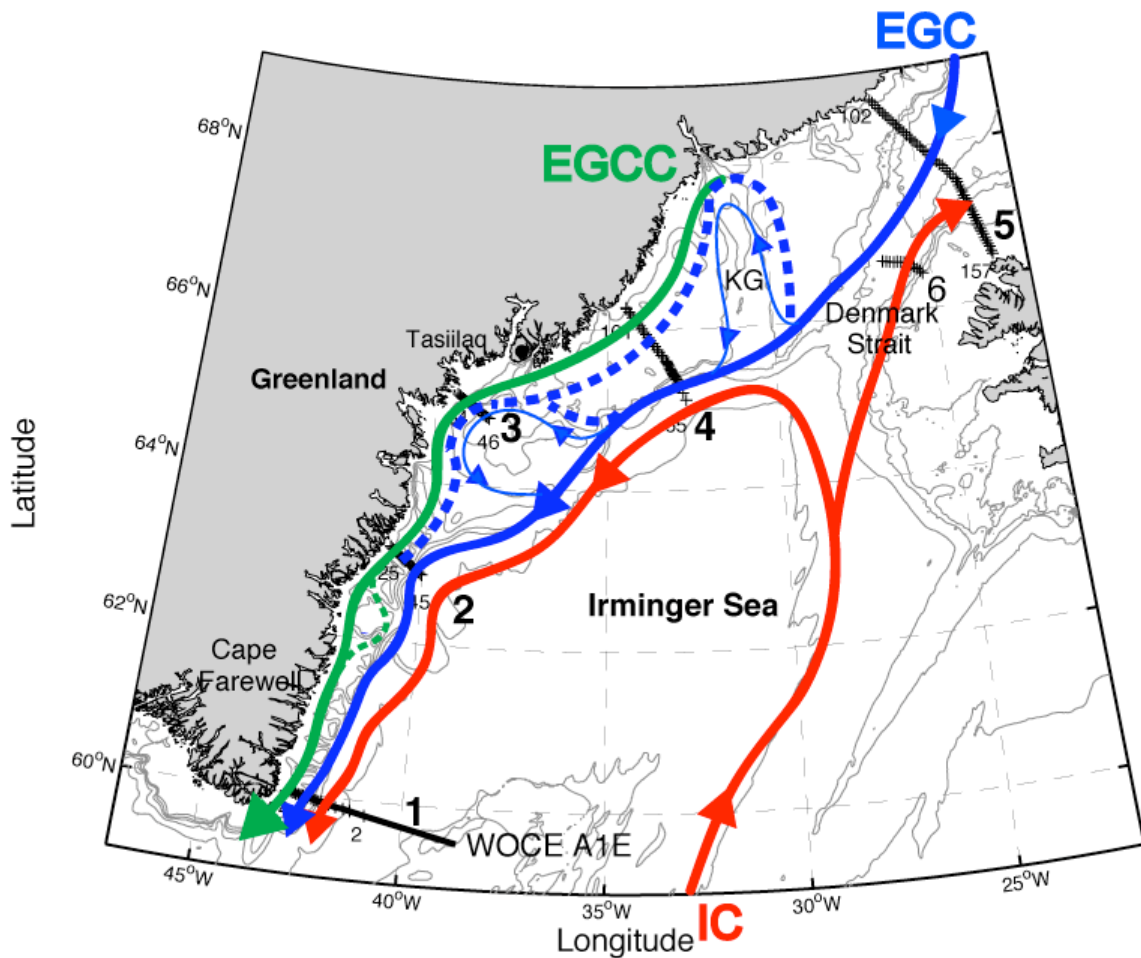 EGC
68°N
102
EGCC
5
KG
66°N
6
157
Denmark
Strait
Tasiilaq
Greenland
4
3
46
64°N
Latitude
25
45
2
Irminger Sea
62°N
Cape
Farewell
60°N
1
2
WOCE A1E
45°W
40°W
35°W
30°W
25°W
Longitude
IC